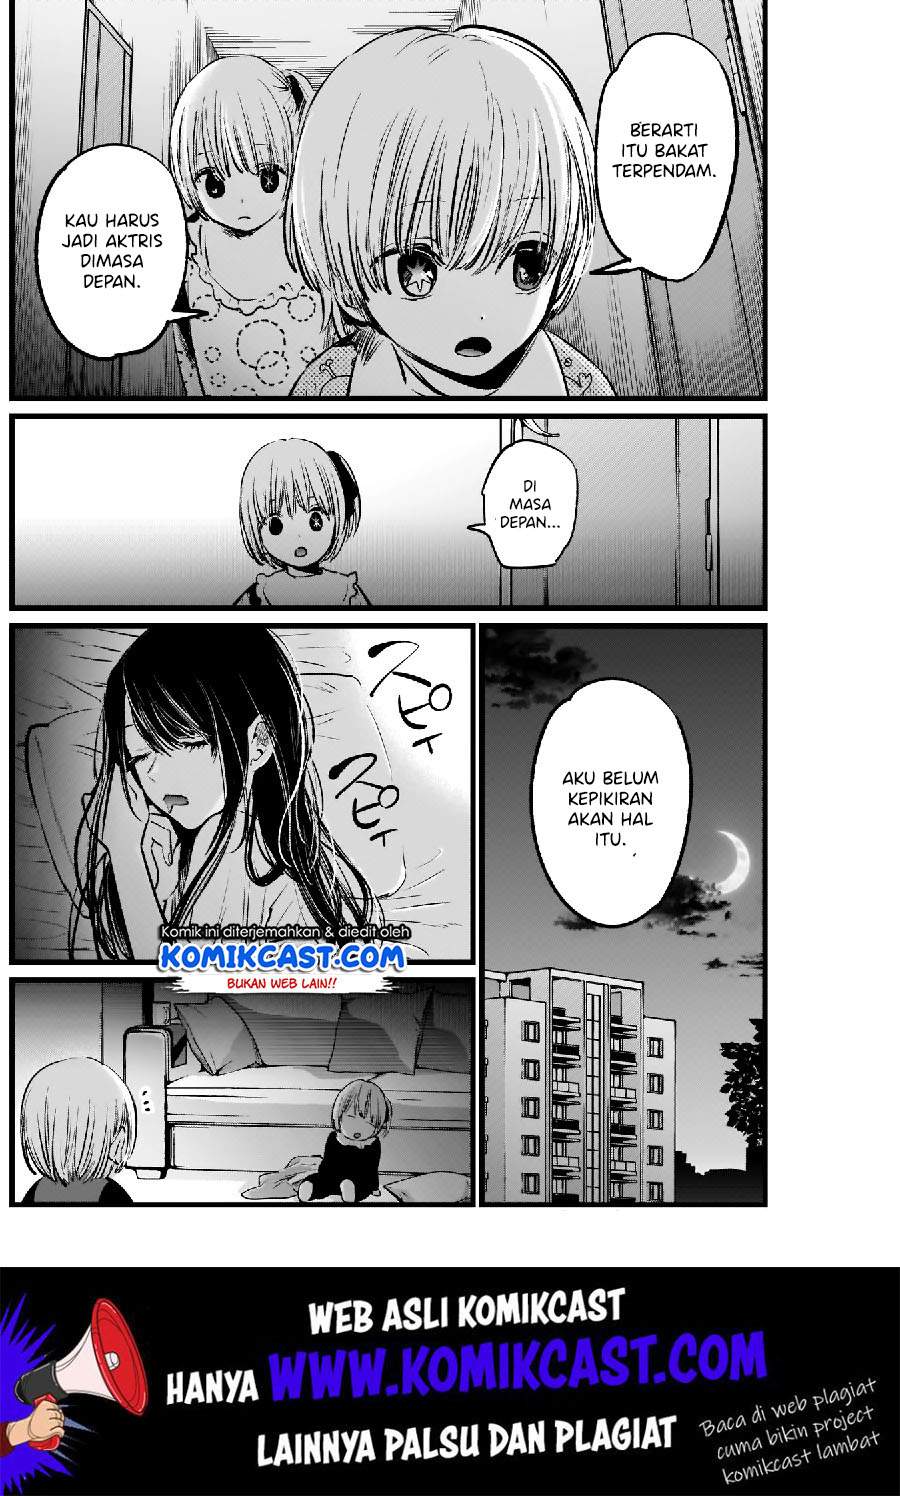 BERARTI
ITU BAKAT
TERPENDAM.
KAU HARUS
JADI AKTRIS
DIMASA
DEPAN.
DI
MASA
DEPAN...
AKU BELUM
KEPIKIRAN
AKAN HAL
ITU.
スピー
スピー
Komik ini diterjemahkan & diedit oleh
KOMIKCAST.COM
BUKAN WEB LAIN!!
WEB ASLI KOMIKCAST
HANYA WWW.KOMIKCAST.COM
LAINNYA PALSU DAN PLAGIAT
Baca di web plagiat
cuma bikin project
komikcast lambat